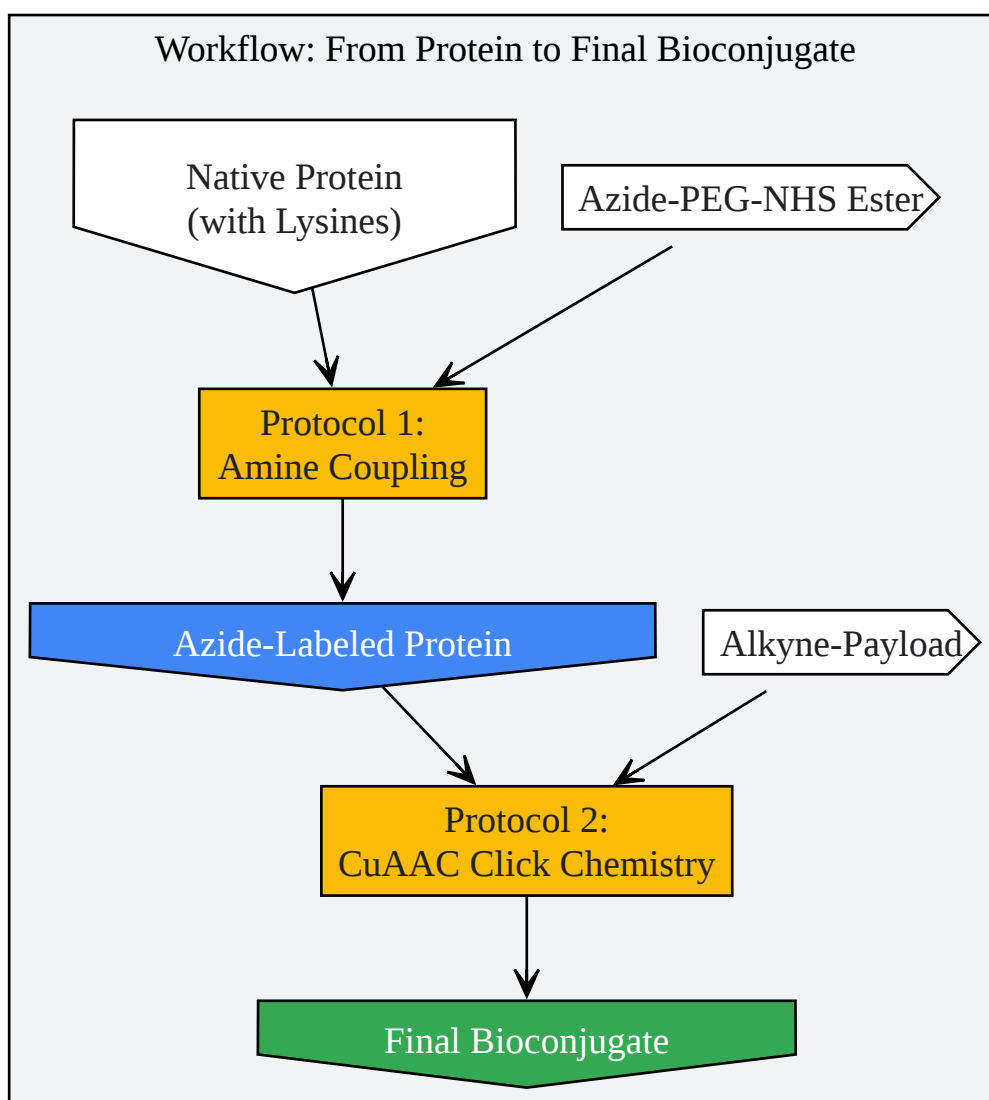 Workflow: From Protein to Final Bioconjugate
Native Protein
(with Lysines)
Azide-PEG-NHS Ester
Protocol 1:
Amine Coupling
Azide-Labeled Protein
Alkyne-Payload
Protocol 2:
CuAAC Click Chemistry
Final Bioconjugate